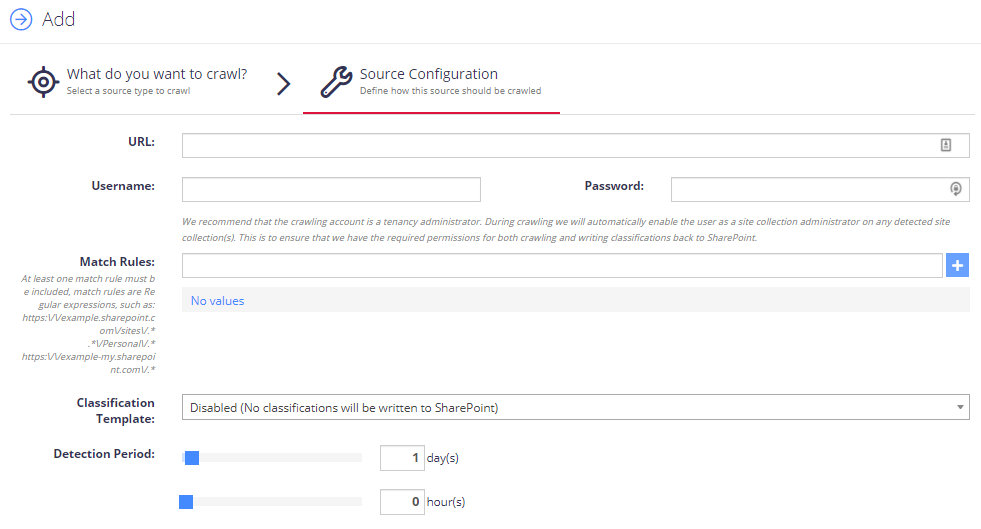 Add
What do you want to crawl?
Select a source type to crawl
Source Configuration
Define how this source should be crawled
URL:
Username:
Password:
We recommend that the crawling account is a tenancy administrator. During crawling we will automatically enable the user as a site collection administrator on any detected site
collection(s). This is to ensure that we have the required permissions for both crawling and writing classifications back to SharePoint.
Match Rules:
At least one match rule must b
e included, match rules are Re
gular expressions, such as:
https:\/\/example.sharepoint.c
om\/sites\/.*
.*\/Personal\/.*
https:\/\/example-my.sharepoi
nt.com\/.*
No values
Classification
Template:
Disabled (No classifications will be written to SharePoint)
Detection Period:
1 day(s)
0 hour(s)